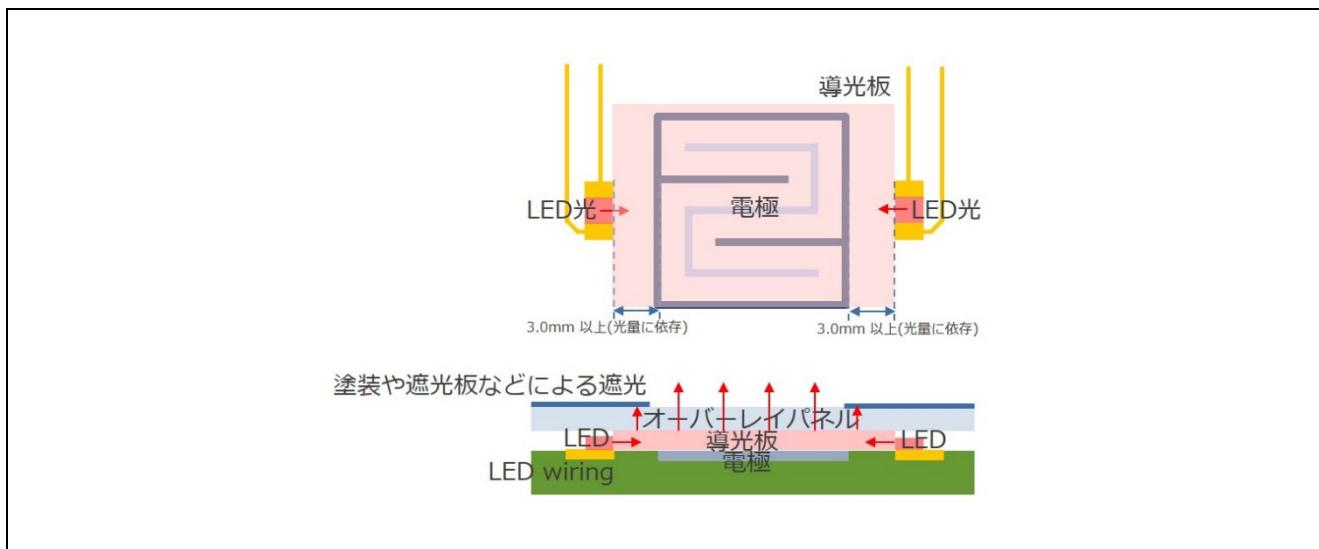 導光板
LED光
電極
LED光
3.0mm 以上(光量に依存)
3.0mm 以上(光量に依存)
塗装や遮光板などによる遮光
オーバーレイパネル
LED
導光板
LED
電極
LED wiring